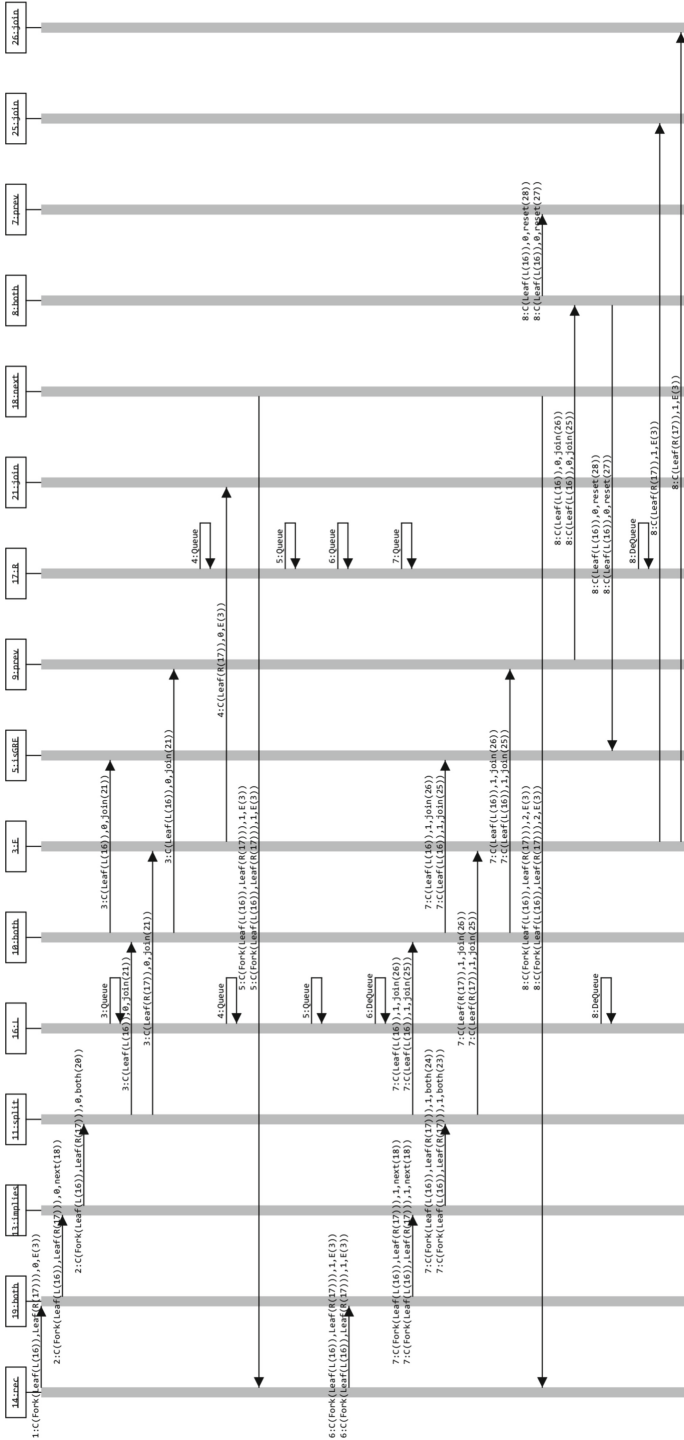 14:rec
19:both
13:implies
11:split
16:L
10:both
3:E
5:isGRE
9:prev
17:R
21:join
18:next
8:both
7:prev
25:join
26:join
1:C(Fork(Leaf(L(16)),Leaf(R(17))),0,E(3))
2:C(Fork(Leaf(L(16)),Leaf(R(17))),0,next(18))
2:C(Fork(Leaf(L(16)),Leaf(R(17))),0,both(20))
3:Queue
3:C(Leaf(L(16)),0,join(21))
3:C(Leaf(L(16)),0,join(21))
3:C(Leaf(R(17)),0,join(21))
3:C(Leaf(L(16)),0,join(21))
4:Queue
4:C(Leaf(R(17)),0,E(3))
4:Queue
5:C(Fork(Leaf(L(16)),Leaf(R(17))),1,E(3))
5:C(Fork(Leaf(L(16)),Leaf(R(17))),1,E(3))
5:Queue
5:Queue
6:C(Fork(Leaf(L(16)),Leaf(R(17))),1,E(3))
6:C(Fork(Leaf(L(16)),Leaf(R(17))),1,E(3))
6:Queue
6:DeQueue
7:Queue
7:C(Fork(Leaf(L(16)),Leaf(R(17))),1,next(18))
7:C(Fork(Leaf(L(16)),Leaf(R(17))),1,next(18))
7:C(Leaf(L(16)),1,join(26))
7:C(Leaf(L(16)),1,join(25))
7:C(Fork(Leaf(L(16)),Leaf(R(17))),1,both(24))
7:C(Fork(Leaf(L(16)),Leaf(R(17))),1,both(23))
7:C(Leaf(L(16)),1,join(26))
7:C(Leaf(L(16)),1,join(25))
7:C(Leaf(R(17)),1,join(26))
7:C(Leaf(R(17)),1,join(25))
7:C(Leaf(L(16)),1,join(26))
7:C(Leaf(L(16)),1,join(25))
8:C(Fork(Leaf(L(16)),Leaf(R(17))),2,E(3))
8:C(Fork(Leaf(L(16)),Leaf(R(17))),2,E(3))
8:C(Leaf(L(16)),0,reset(28))
8:C(Leaf(L(16)),0,reset(27))
8:C(Leaf(L(16)),0,join(26))
8:C(Leaf(L(16)),0,join(25))
8:C(Leaf(L(16)),0,reset(28))
8:C(Leaf(L(16)),0,reset(27))
8:DeQueue
8:DeQueue
8:C(Leaf(R(17)),1,E(3))
8:C(Leaf(R(17)),1,E(3))